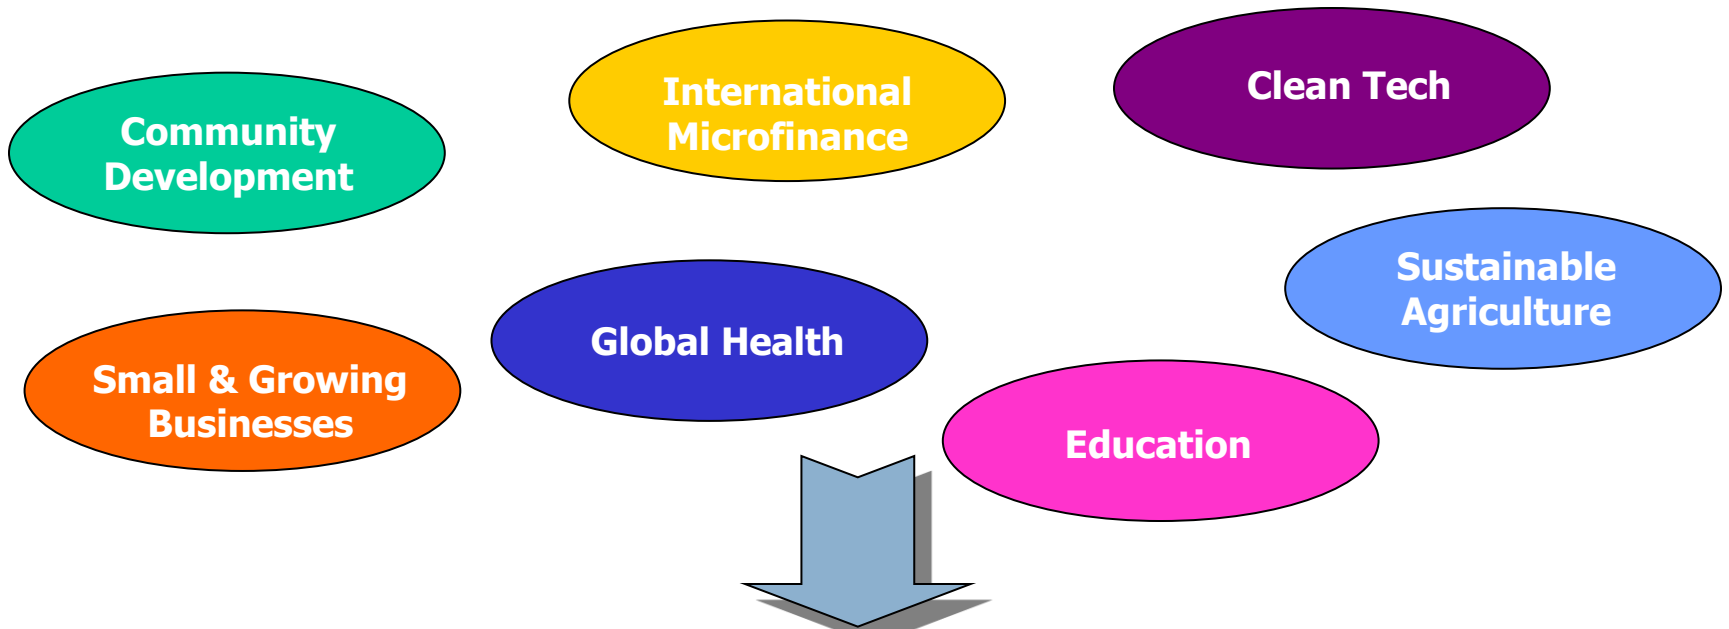 Community
Development
International
Microfinance
Clean Tech
Sustainable
Agriculture
Small & Growing
Businesses
Global Health
Education